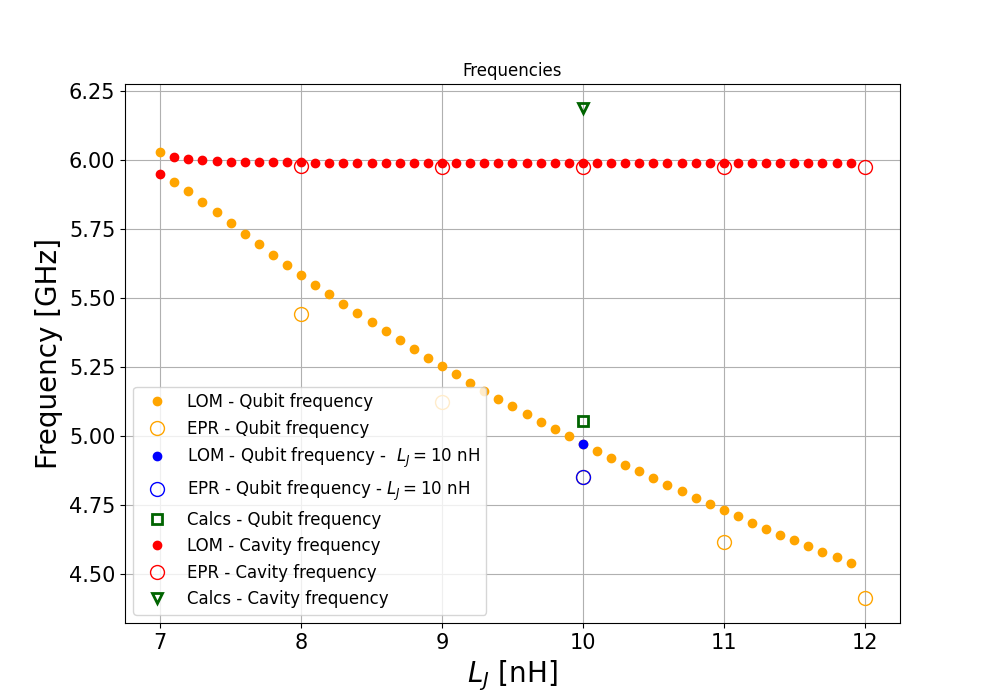 Frequencies
6.25
6.00
5.75
5.50
5.25
5.00
4.75
4.50
Frequency [GHz]
LOM - Qubit frequency
EPR - Qubit frequency
LOM - Qubit frequency - L_J = 10 nH
EPR - Qubit frequency - L_J = 10 nH
Calcs - Qubit frequency
LOM - Cavity frequency
EPR - Cavity frequency
Calcs - Cavity frequency
7 8 9 10 11 12
L_J [nH]